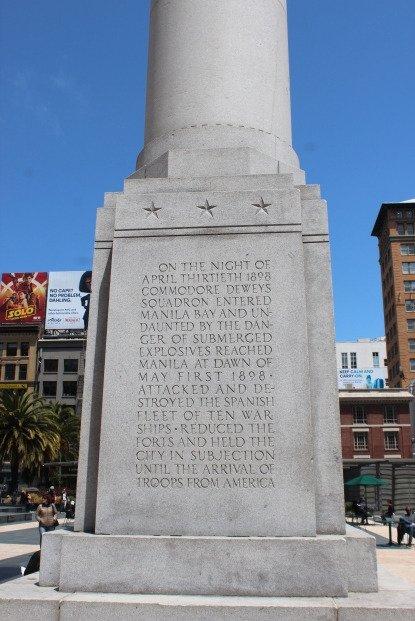 ON THE NIGHT OF
APRIL THIRTIETH 1898
COMMODORE DEWEYS
SQUADRON ENTERED
MANILA BAY AND UN-
DAUNTED BY THE DAN-
GER OF SUBMERGED
EXPLOSIVES REACHED
MANILA AT DAWN OF
MAY FIRST 1898·
ATTACKED AND DE-
STROYED THE SPANISH
FLEET OF TEN WAR
SHIPS·REDUCED THE
FORTS AND HELD THE
CITY IN SUBJECTION
UNTIL THE ARRIVAL OF
TROOPS FROM AMERICA
SOLO
NO CAPE?
NO PROBLEM,
DAHLING.
KEEP CALM
AND
CARRY-ON.